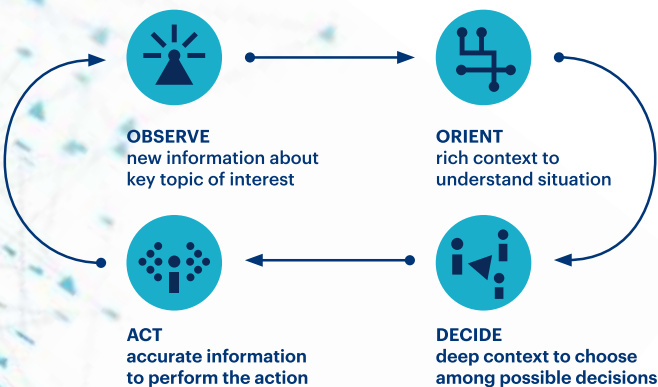 OBSERVE
new information about
key topic of interest
ORIENT
rich context to
understand situation
ACT
accurate information
to perform the action
DECIDE
deep context to choose
among possible decisions